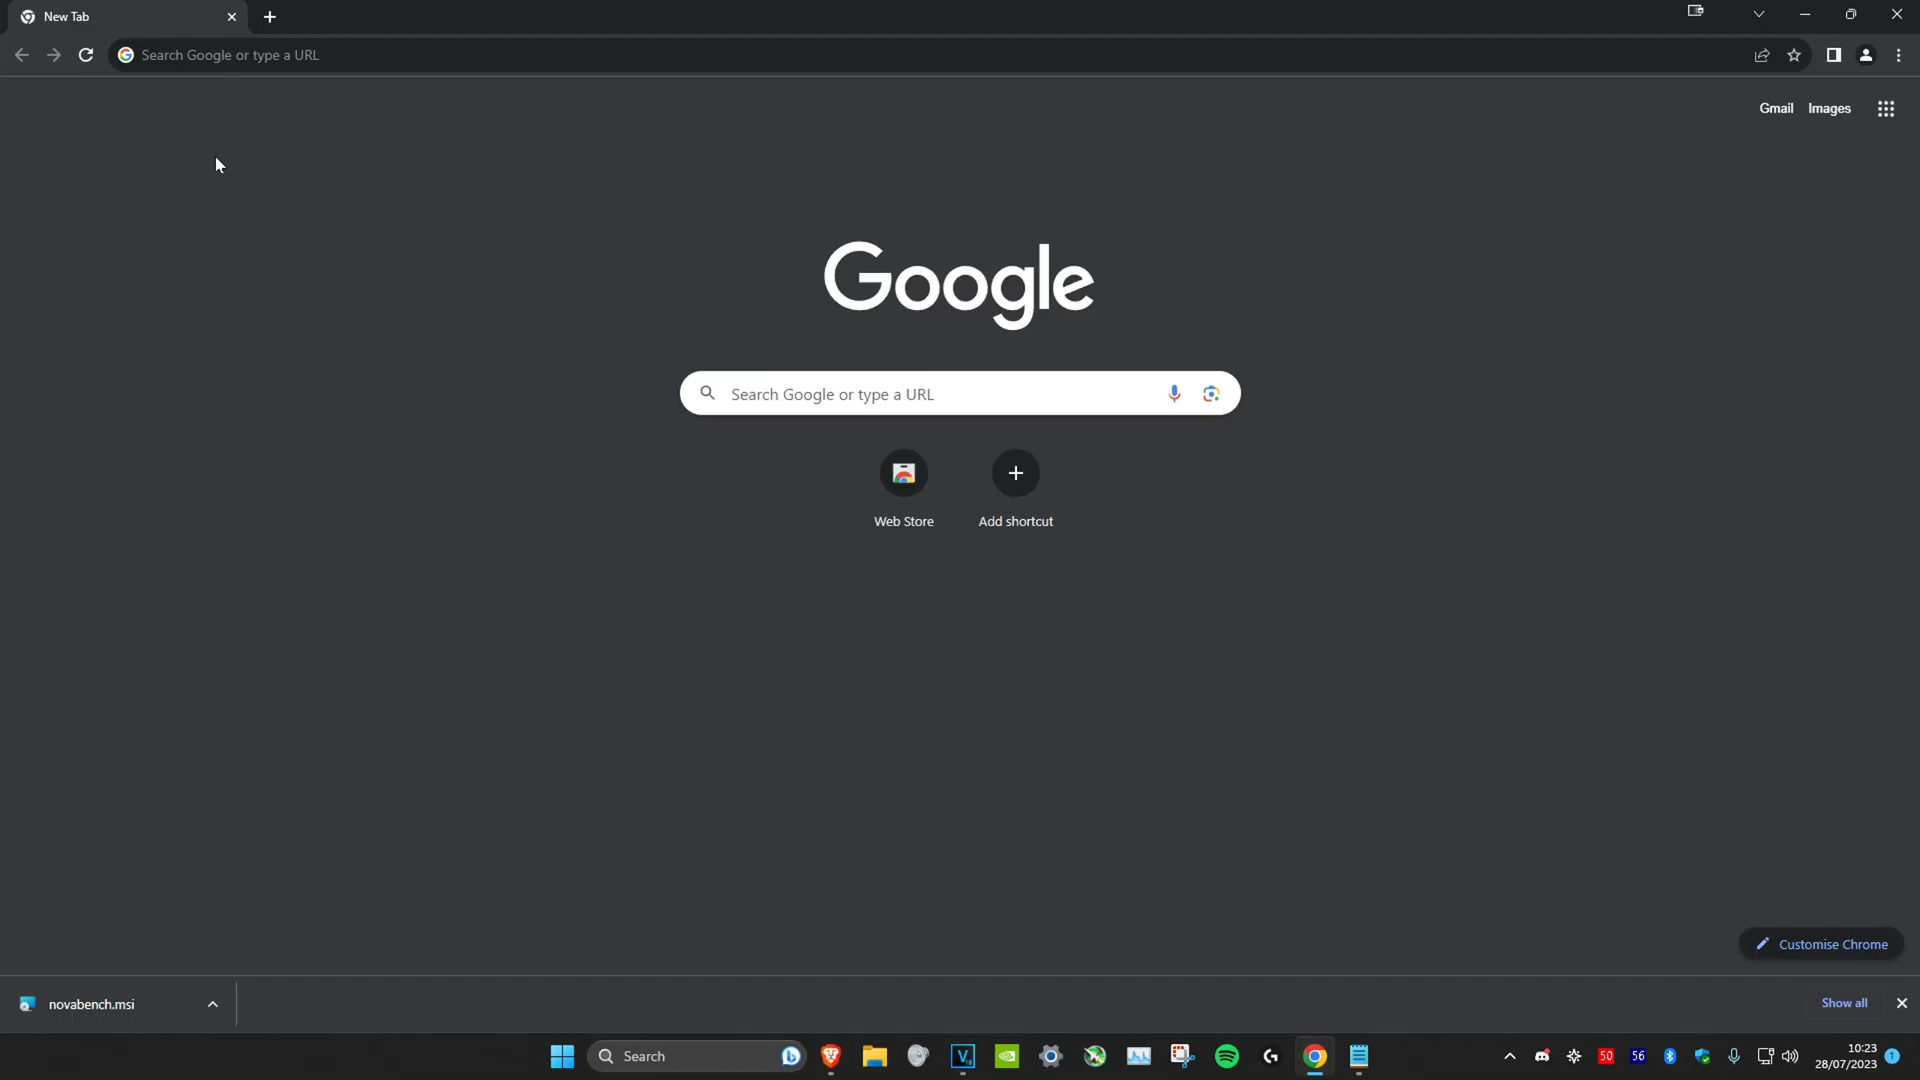 New Tab
Search Google or type a URL
Gmail Images
Google
Search Google or type a URL
Web Store
Add shortcut
Customise Chrome
novabench.msi
Show all
Search
50
56
10:23
28/07/2023
1